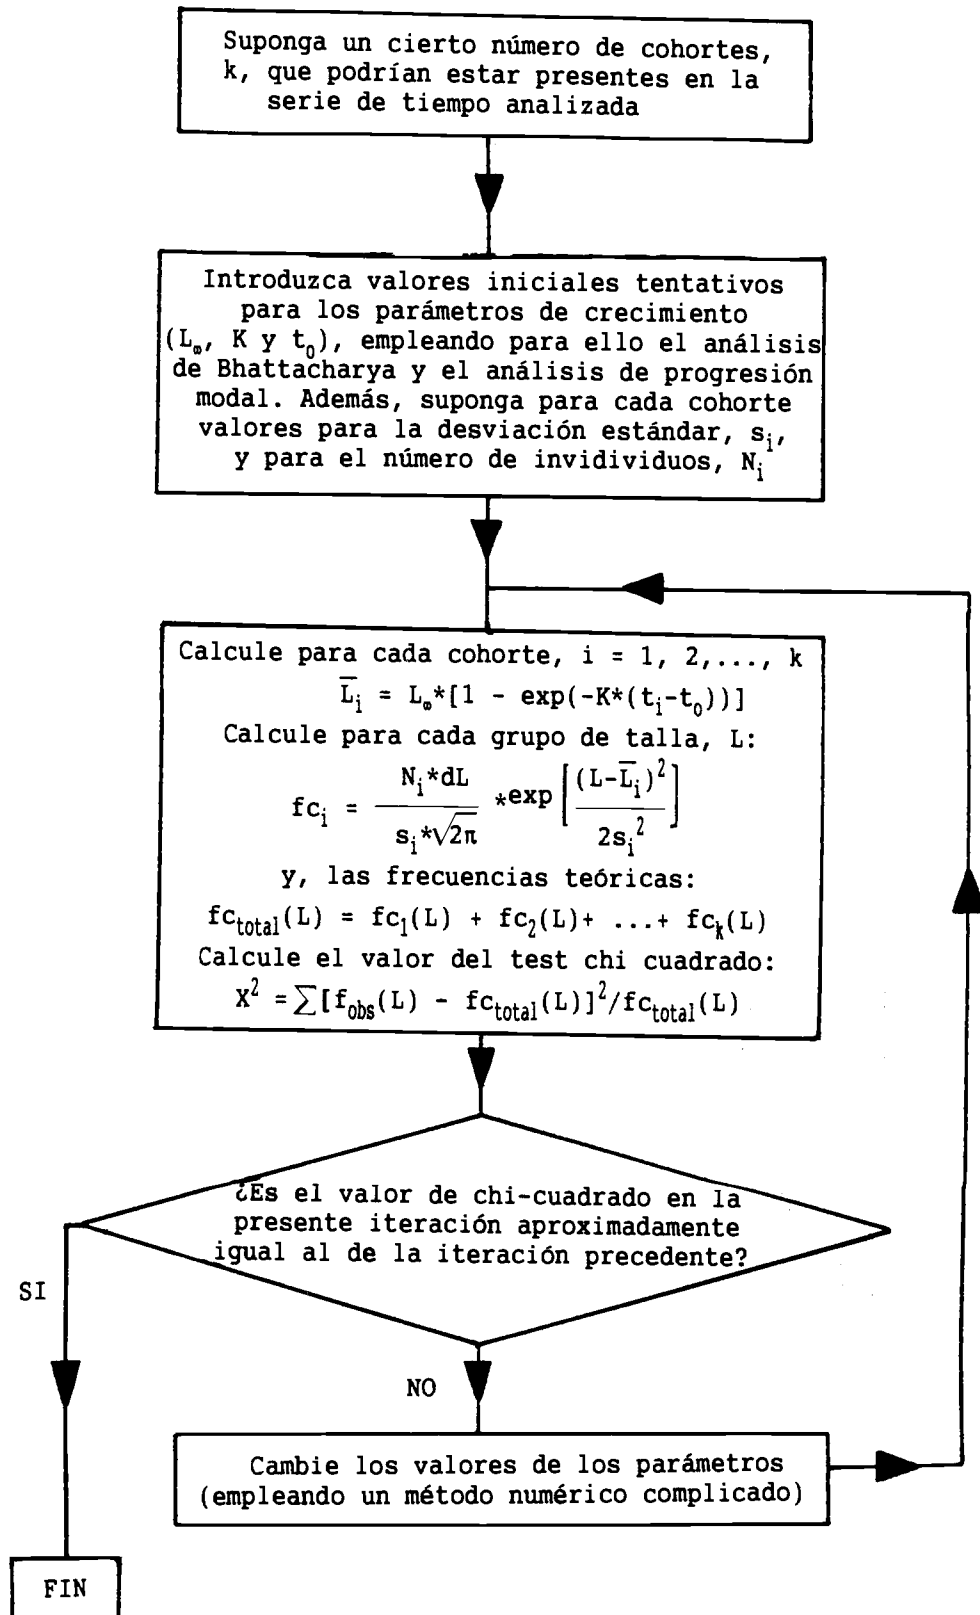 Suponga un cierto número de cohortes,
k, que podrían estar presentes en la
serie de tiempo analizada
Introduzca valores iniciales tentativos
para los parámetros de crecimiento
(L∞, K y t₀), empleando para ello el análisis
de Bhattacharya y el análisis de progresión
modal. Además, suponga para cada cohorte
valores para la desviación estándar, sᵢ,
y para el número de invidividuos, Nᵢ
Calcule para cada cohorte, i = 1, 2,..., k
L̅ᵢ = L∞*[1 - exp(-K*(tᵢ-t₀))]
Calcule para cada grupo de talla, L:
fcᵢ = Nᵢ*dL / sᵢ*√2π *exp[(L-L̅ᵢ)² / 2sᵢ²]
y, las frecuencias teóricas:
fc_total(L) = fc₁(L) + fc₂(L)+ ...+ fcₖ(L)
Calcule el valor del test chi cuadrado:
X² = ∑[f_obs(L) - fc_total(L)]²/fc_total(L)
¿Es el valor de chi-cuadrado en la
presente iteración aproximadamente
igual al de la iteración precedente?
SI
NO
Cambie los valores de los parámetros
(empleando un método numérico complicado)
FIN